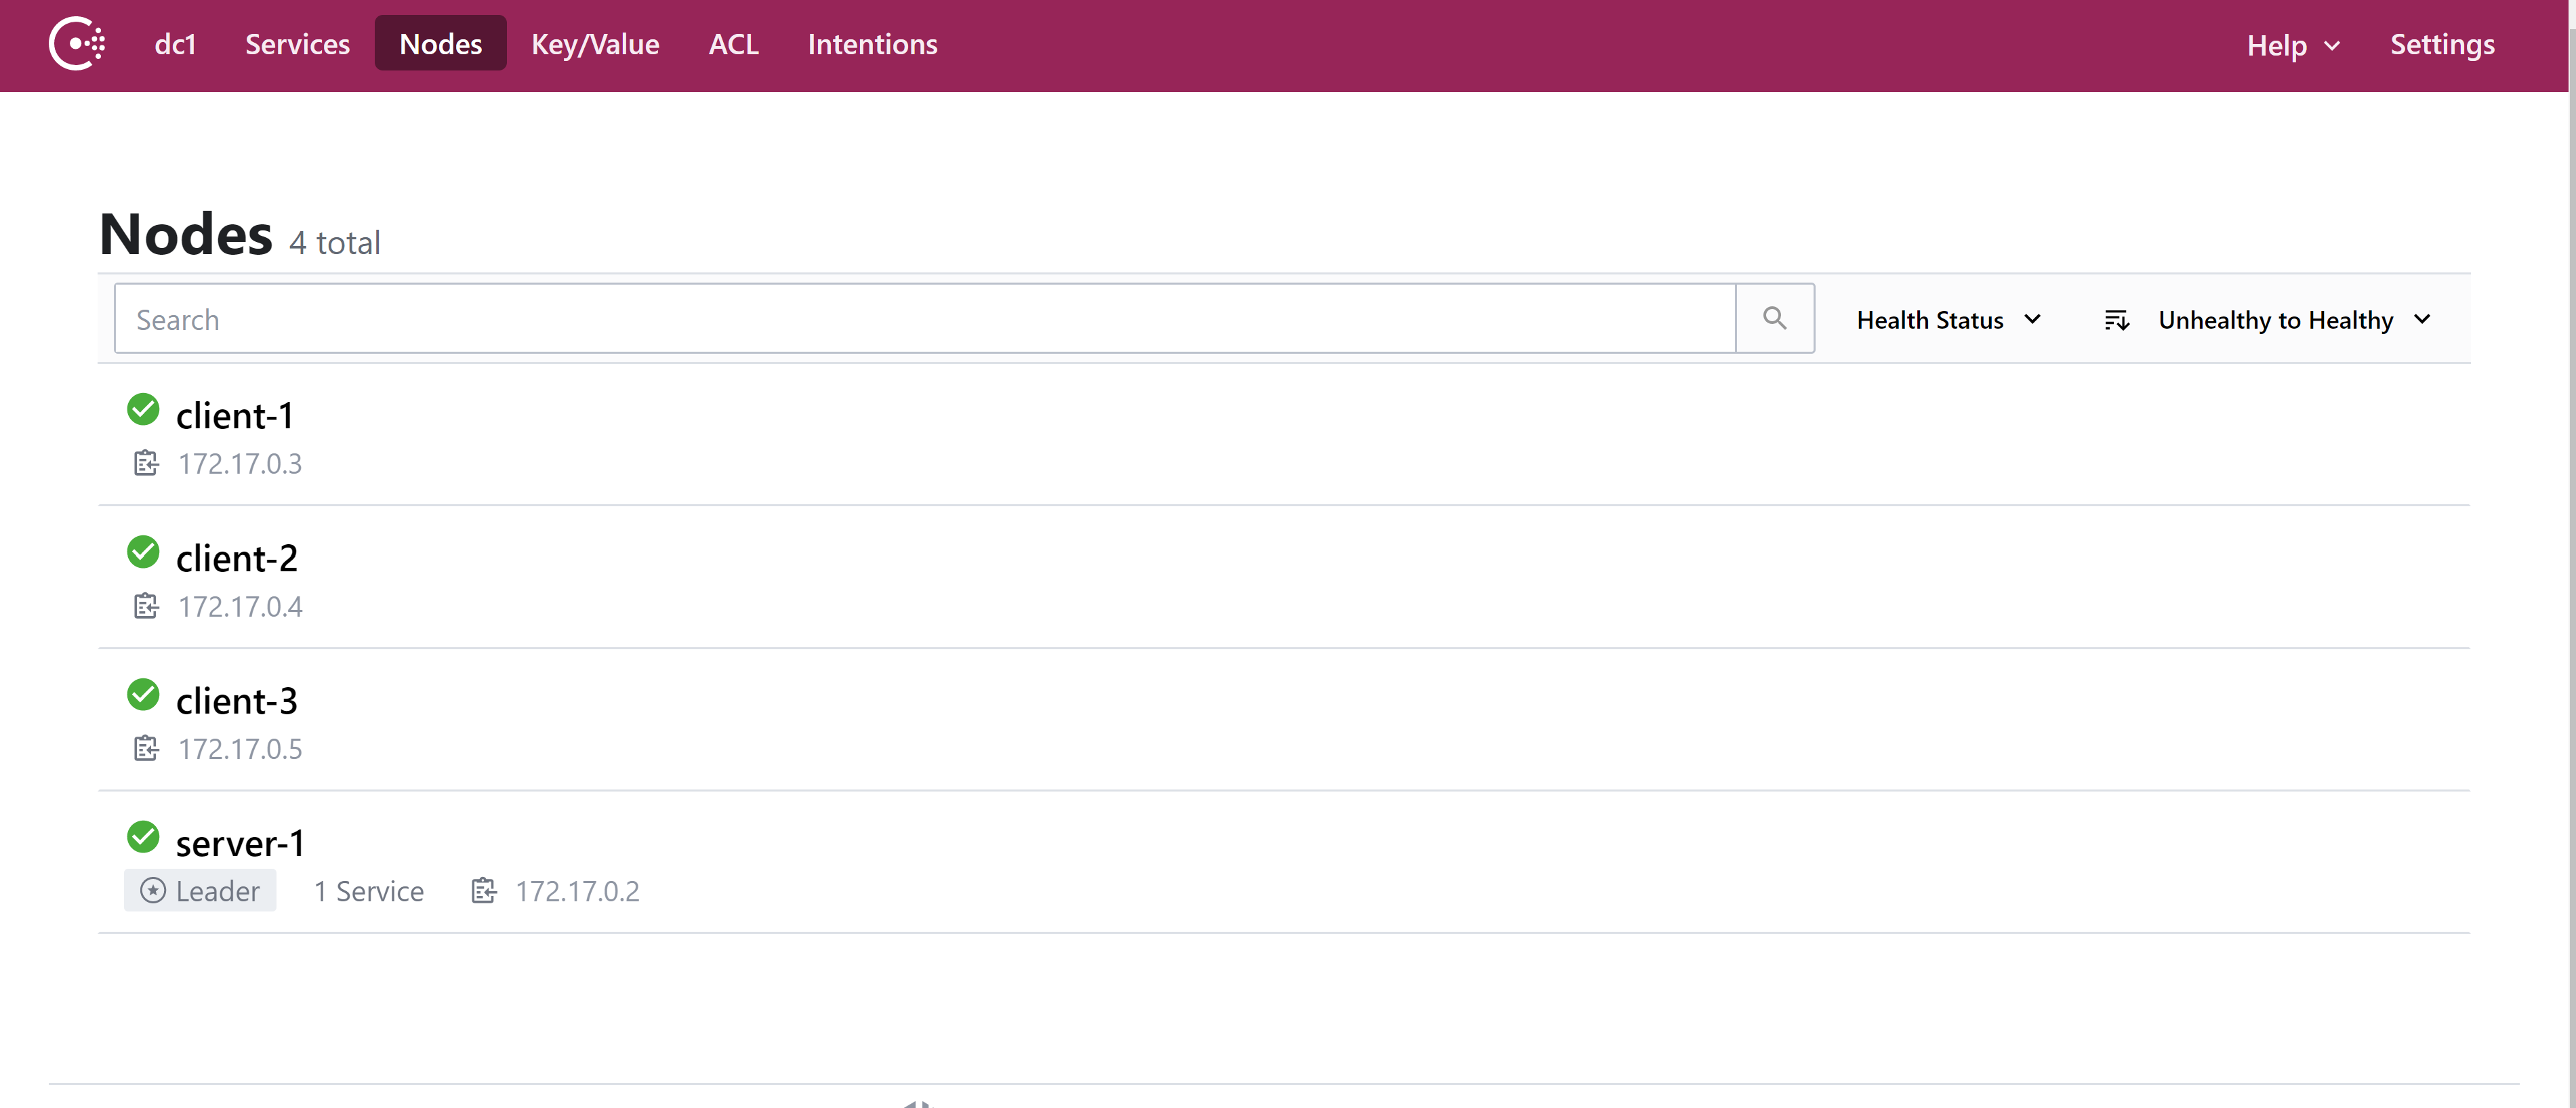 dc1 Services Nodes Key/Value ACL Intentions Help Settings
Nodes 4 total
Search Health Status Unhealthy to Healthy
client-1
172.17.0.3
client-2
172.17.0.4
client-3
172.17.0.5
server-1
Leader 1 Service 172.17.0.2